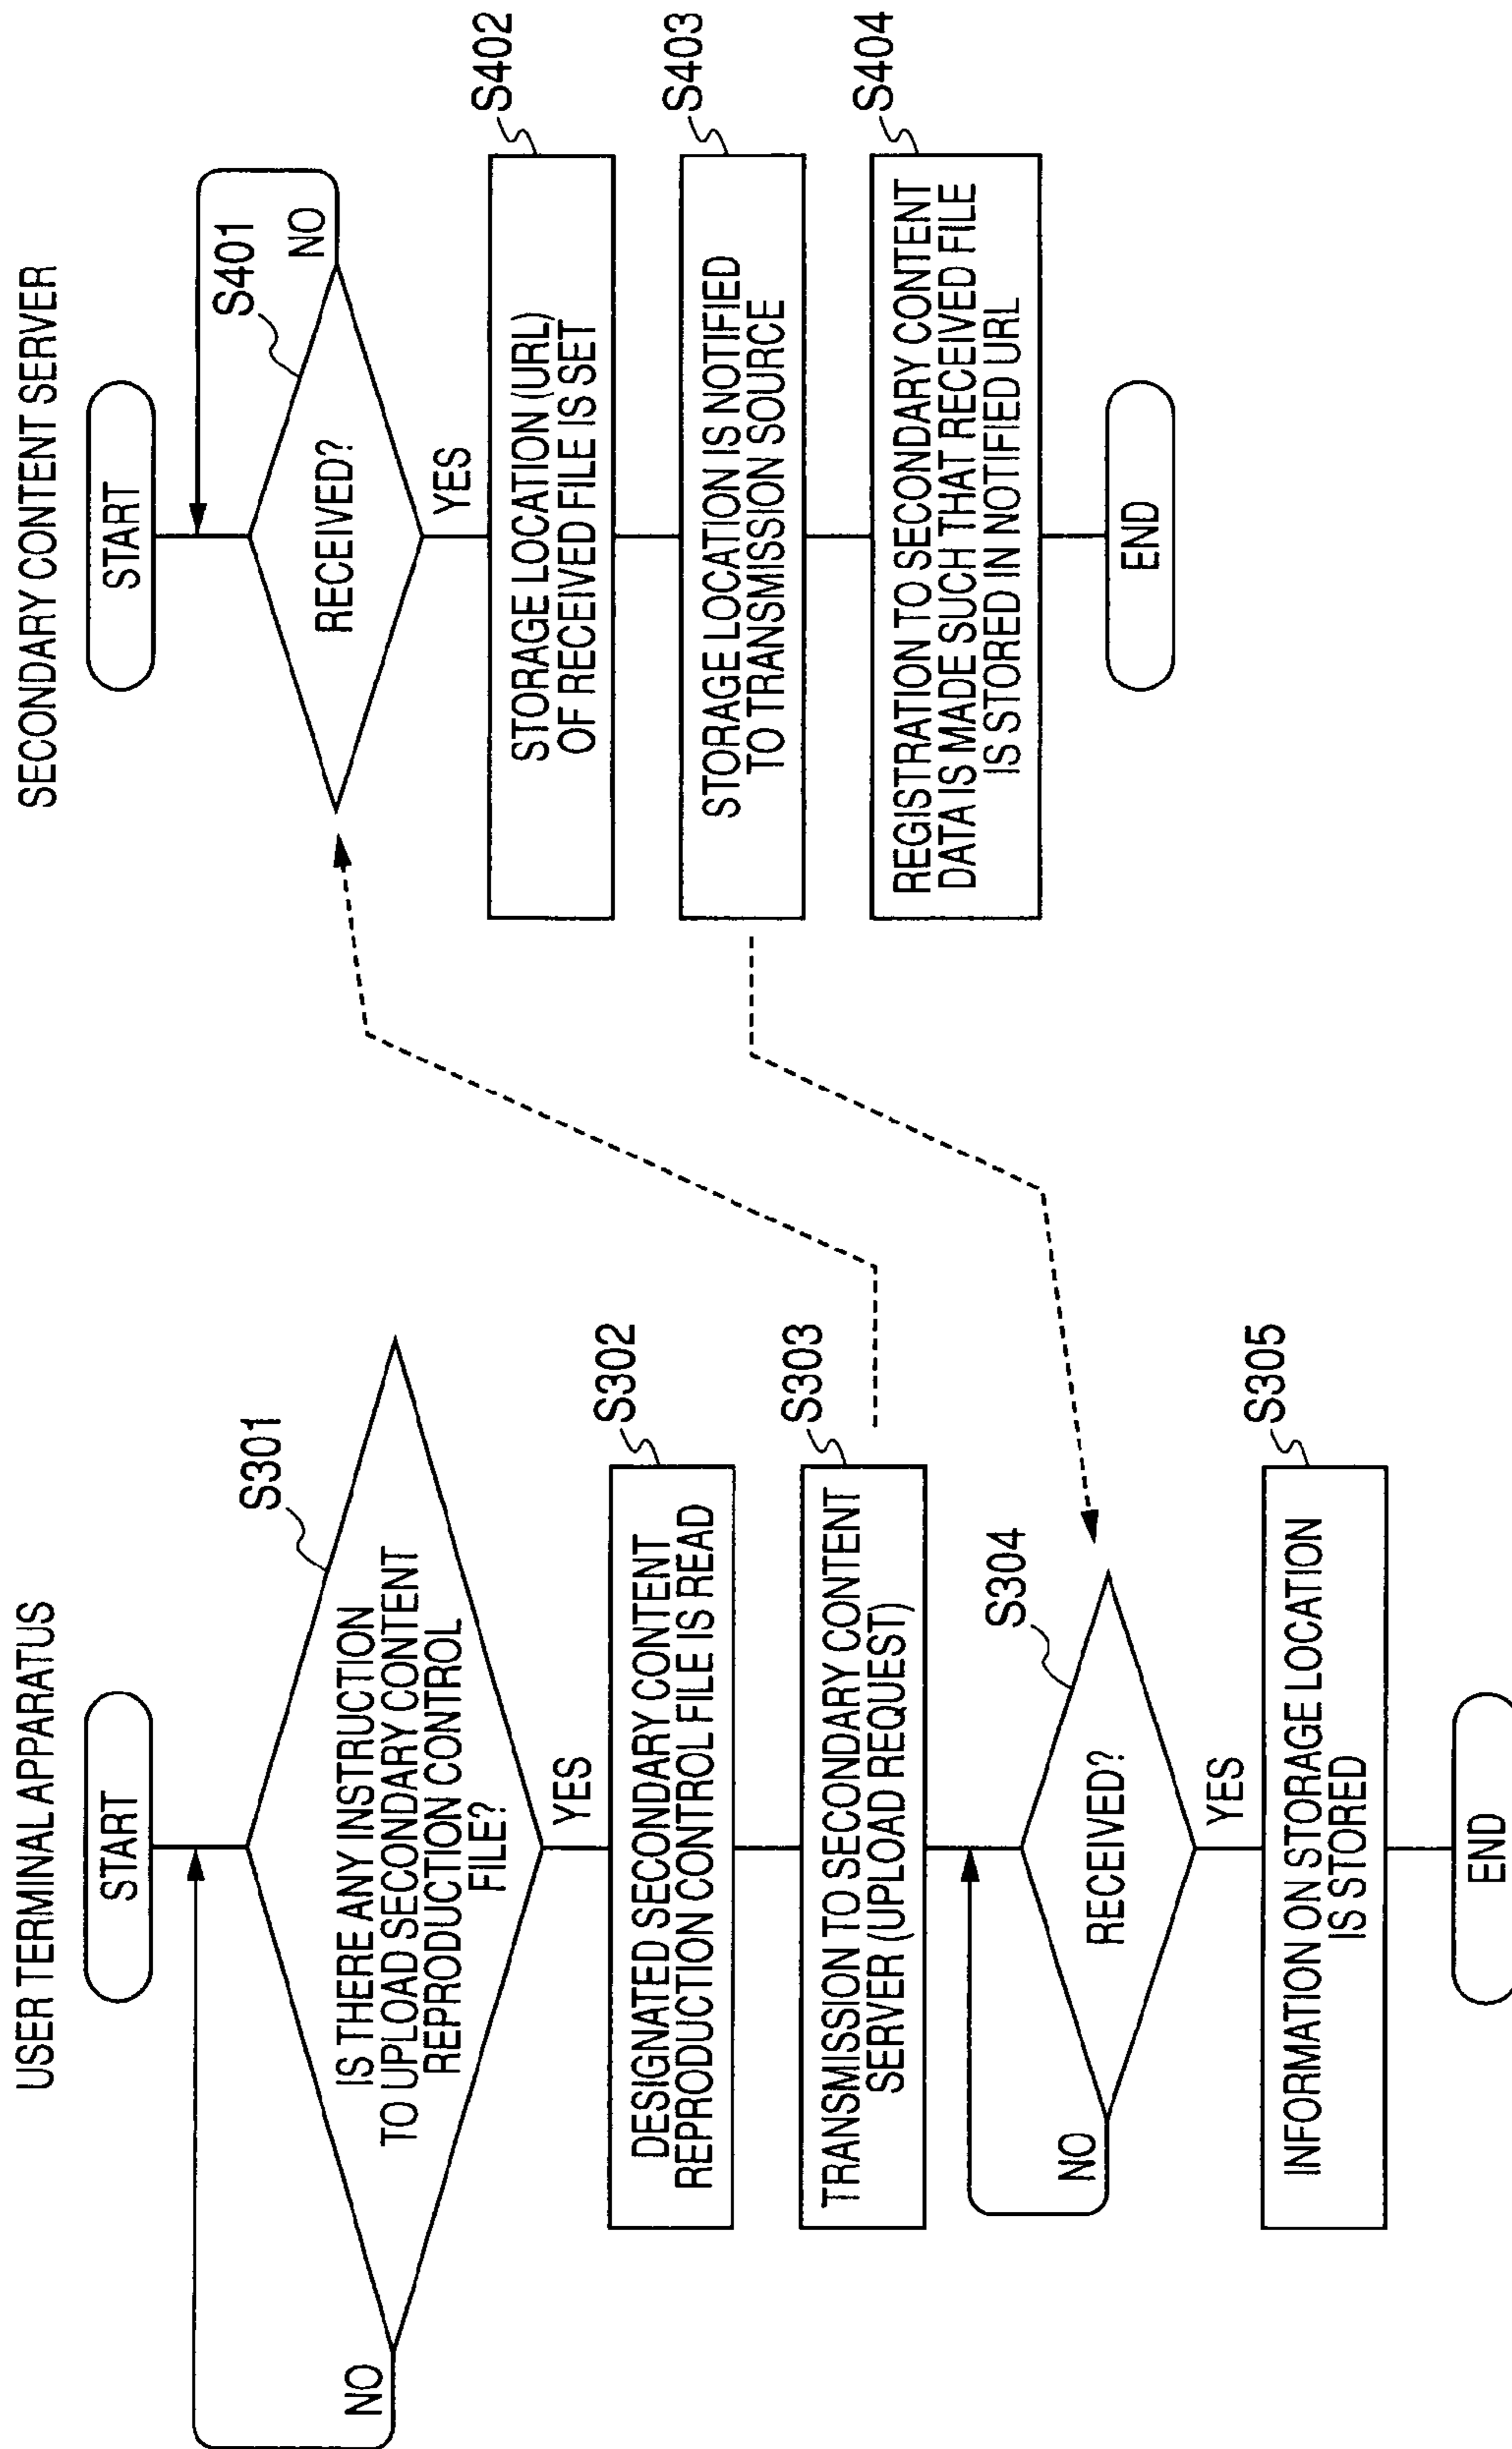 USER TERMINAL APPARATUS
START
S301
IS THERE ANY INSTRUCTION
TO UPLOAD SECONDARY CONTENT
REPRODUCTION CONTROL
FILE?
NO
YES
S302
DESIGNATED SECONDARY CONTENT
REPRODUCTION CONTROL FILE IS READ
S303
TRANSMISSION TO SECONDARY CONTENT
SERVER (UPLOAD REQUEST)
S304
RECEIVED?
NO
YES
S305
INFORMATION ON STORAGE LOCATION
IS STORED
END
SECONDARY CONTENT SERVER
START
S401
NO
RECEIVED?
YES
S402
STORAGE LOCATION (URL)
OF RECEIVED FILE IS SET
S403
STORAGE LOCATION IS NOTIFIED
TO TRANSMISSION SOURCE
S404
REGISTRATION TO SECONDARY CONTENT
DATA IS MADE SUCH THAT RECEIVED FILE
IS STORED IN NOTIFIED URL
END